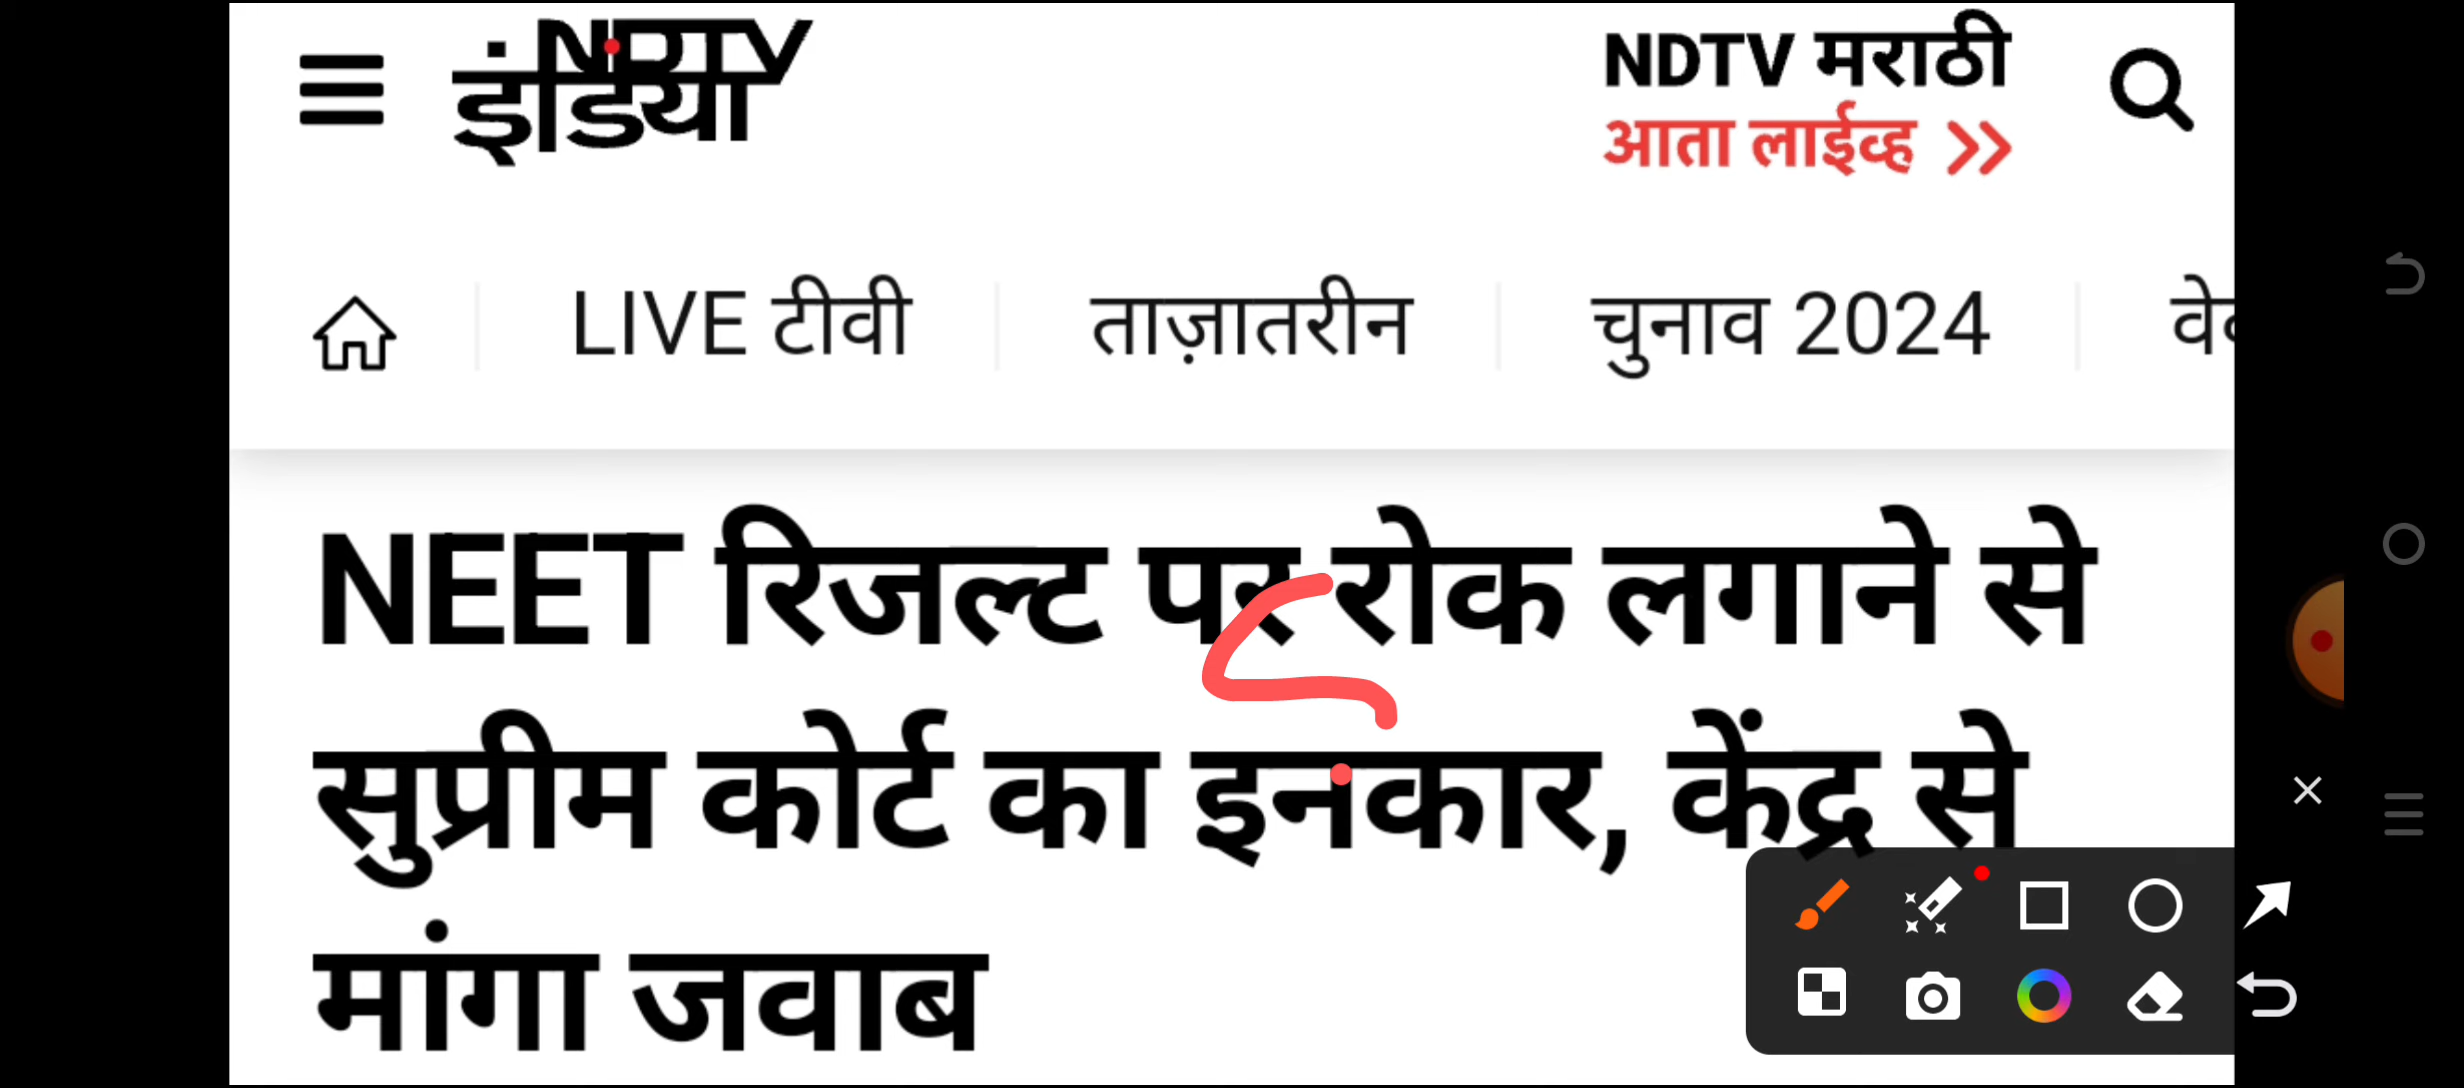 NDTV
इंडिया
NDTV मराठी
आता लाईव्ह >>
LIVE टीवी
ताज़ातरीन
चुनाव 2024
NEET रिजल्ट पर रोक लगाने से
सुप्रीम कोर्ट का इनकार, केंद्र से
मांगा जवाब